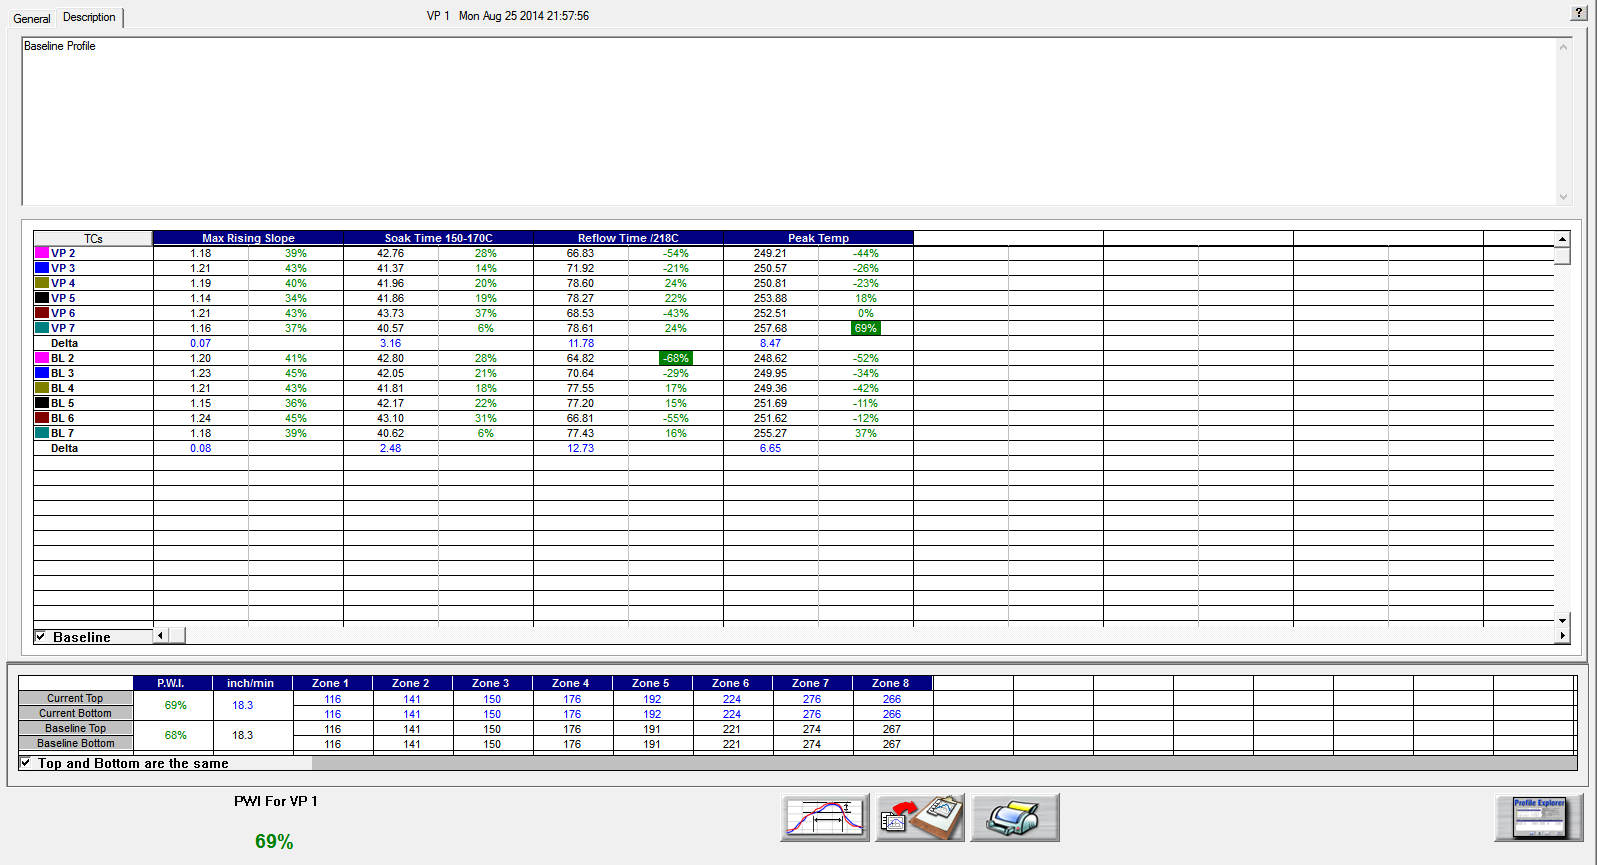 General Description VP 1 Mon Aug 25 2014 21:57:56 ?
Baseline Profile
TCs Max Rising Slope Soak Time 150-170C Reflow Time /218C Peak Temp
VP 2 1.18 39% 42.76 28% 66.83 -54% 249.21 -44%
VP 3 1.21 43% 41.37 14% 71.92 -21% 250.57 -26%
VP 4 1.19 40% 41.96 20% 78.60 24% 250.81 -23%
VP 5 1.14 34% 41.86 19% 78.27 22% 253.88 18%
VP 6 1.21 43% 43.73 37% 68.53 -43% 252.51 0%
VP 7 1.16 37% 40.57 6% 78.61 24% 257.68 69%
Delta 0.07 3.16 11.78 8.47
BL 2 1.20 41% 42.80 28% 64.82 -68% 248.62 -52%
BL 3 1.23 45% 42.05 21% 70.64 -29% 249.95 -34%
BL 4 1.21 43% 41.81 18% 77.55 17% 249.36 -42%
BL 5 1.15 36% 42.17 22% 77.20 15% 251.69 -11%
BL 6 1.24 45% 43.10 31% 66.81 -55% 251.62 -12%
BL 7 1.18 39% 40.62 6% 77.43 16% 255.27 37%
Delta 0.08 2.48 12.73 6.65
Baseline
P.W.I. inch/min Zone 1 Zone 2 Zone 3 Zone 4 Zone 5 Zone 6 Zone 7 Zone 8
Current Top 69% 18.3 116 141 150 176 192 224 276 266
Current Bottom 116 141 150 176 192 224 276 266
Baseline Top 68% 18.3 116 141 150 176 191 221 274 267
Baseline Bottom 116 141 150 176 191 221 274 267
Top and Bottom are the same
PWI For VP 1
69%
Profile Explorer